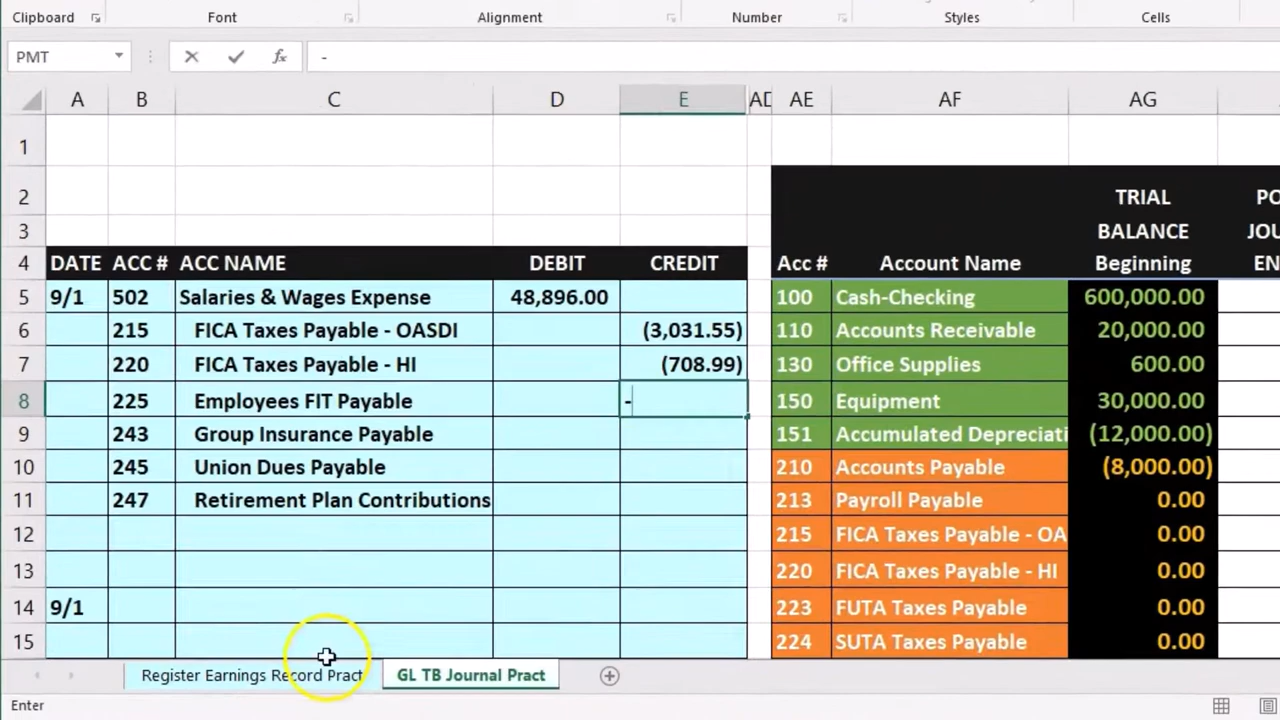 Clipboard Font Alignment Number Styles Cells
PMT fx -
A B C D E AD AE AF AG
1
2 TRIAL PO
3 BALANCE JOU
4 DATE ACC # ACC NAME DEBIT CREDIT Acc # Account Name Beginning EN
5 9/1 502 Salaries & Wages Expense 48,896.00 100 Cash-Checking 600,000.00
6 215 FICA Taxes Payable - OASDI (3,031.55) 110 Accounts Receivable 20,000.00
7 220 FICA Taxes Payable - HI (708.99) 130 Office Supplies 600.00
8 225 Employees FIT Payable - 150 Equipment 30,000.00
9 243 Group Insurance Payable 151 Accumulated Depreciati (12,000.00)
10 245 Union Dues Payable 210 Accounts Payable (8,000.00)
11 247 Retirement Plan Contributions 213 Payroll Payable 0.00
12 215 FICA Taxes Payable - OA 0.00
13 220 FICA Taxes Payable - HI 0.00
14 9/1 223 FUTA Taxes Payable 0.00
15 224 SUTA Taxes Payable 0.00
Register Earnings Record Pract GL TB Journal Pract
Enter